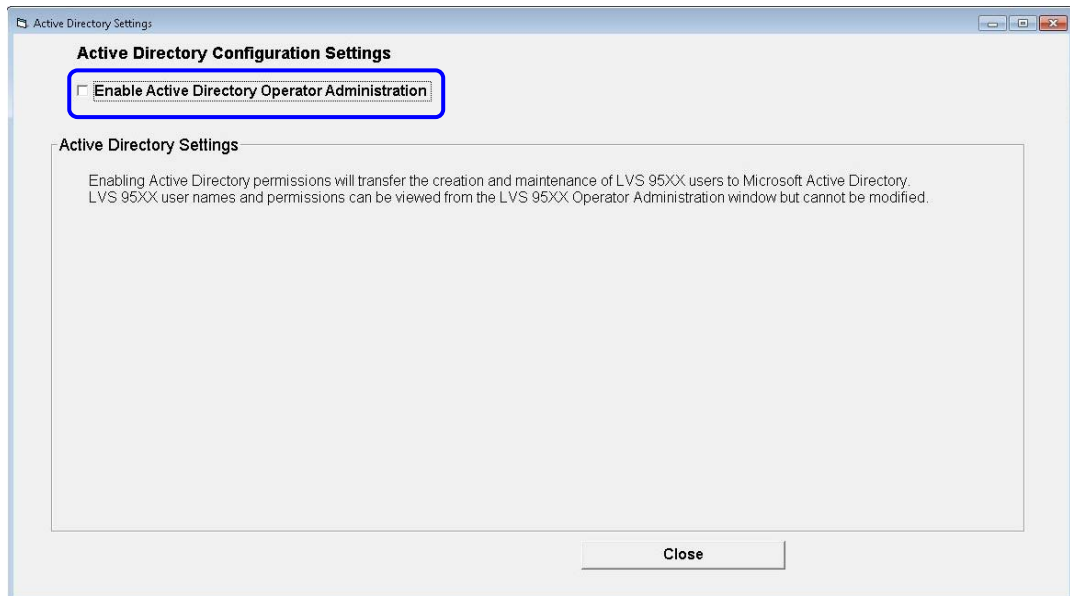 Active Directory Settings
Active Directory Configuration Settings
Enable Active Directory Operator Administration
Active Directory Settings
Enabling Active Directory permissions will transfer the creation and maintenance of LVS 95XX users to Microsoft Active Directory.
LVS 95XX user names and permissions can be viewed from the LVS 95XX Operator Administration window but cannot be modified.
Close